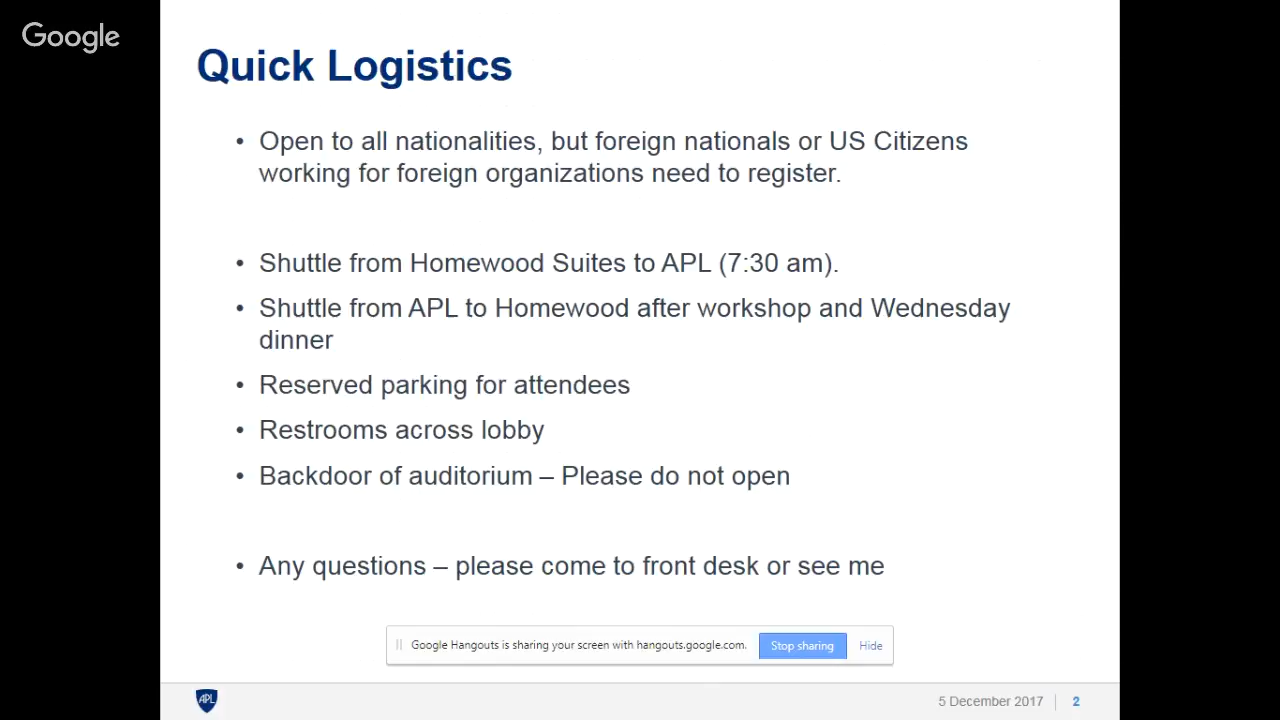 Google
Quick Logistics
• Open to all nationalities, but foreign nationals or US Citizens
working for foreign organizations need to register.
• Shuttle from Homewood Suites to APL (7:30 am).
• Shuttle from APL to Homewood after workshop and Wednesday
dinner
• Reserved parking for attendees
• Restrooms across lobby
• Backdoor of auditorium – Please do not open
• Any questions – please come to front desk or see me
Google Hangouts is sharing your screen with hangouts.google.com. Stop sharing Hide
APL 5 December 2017 2